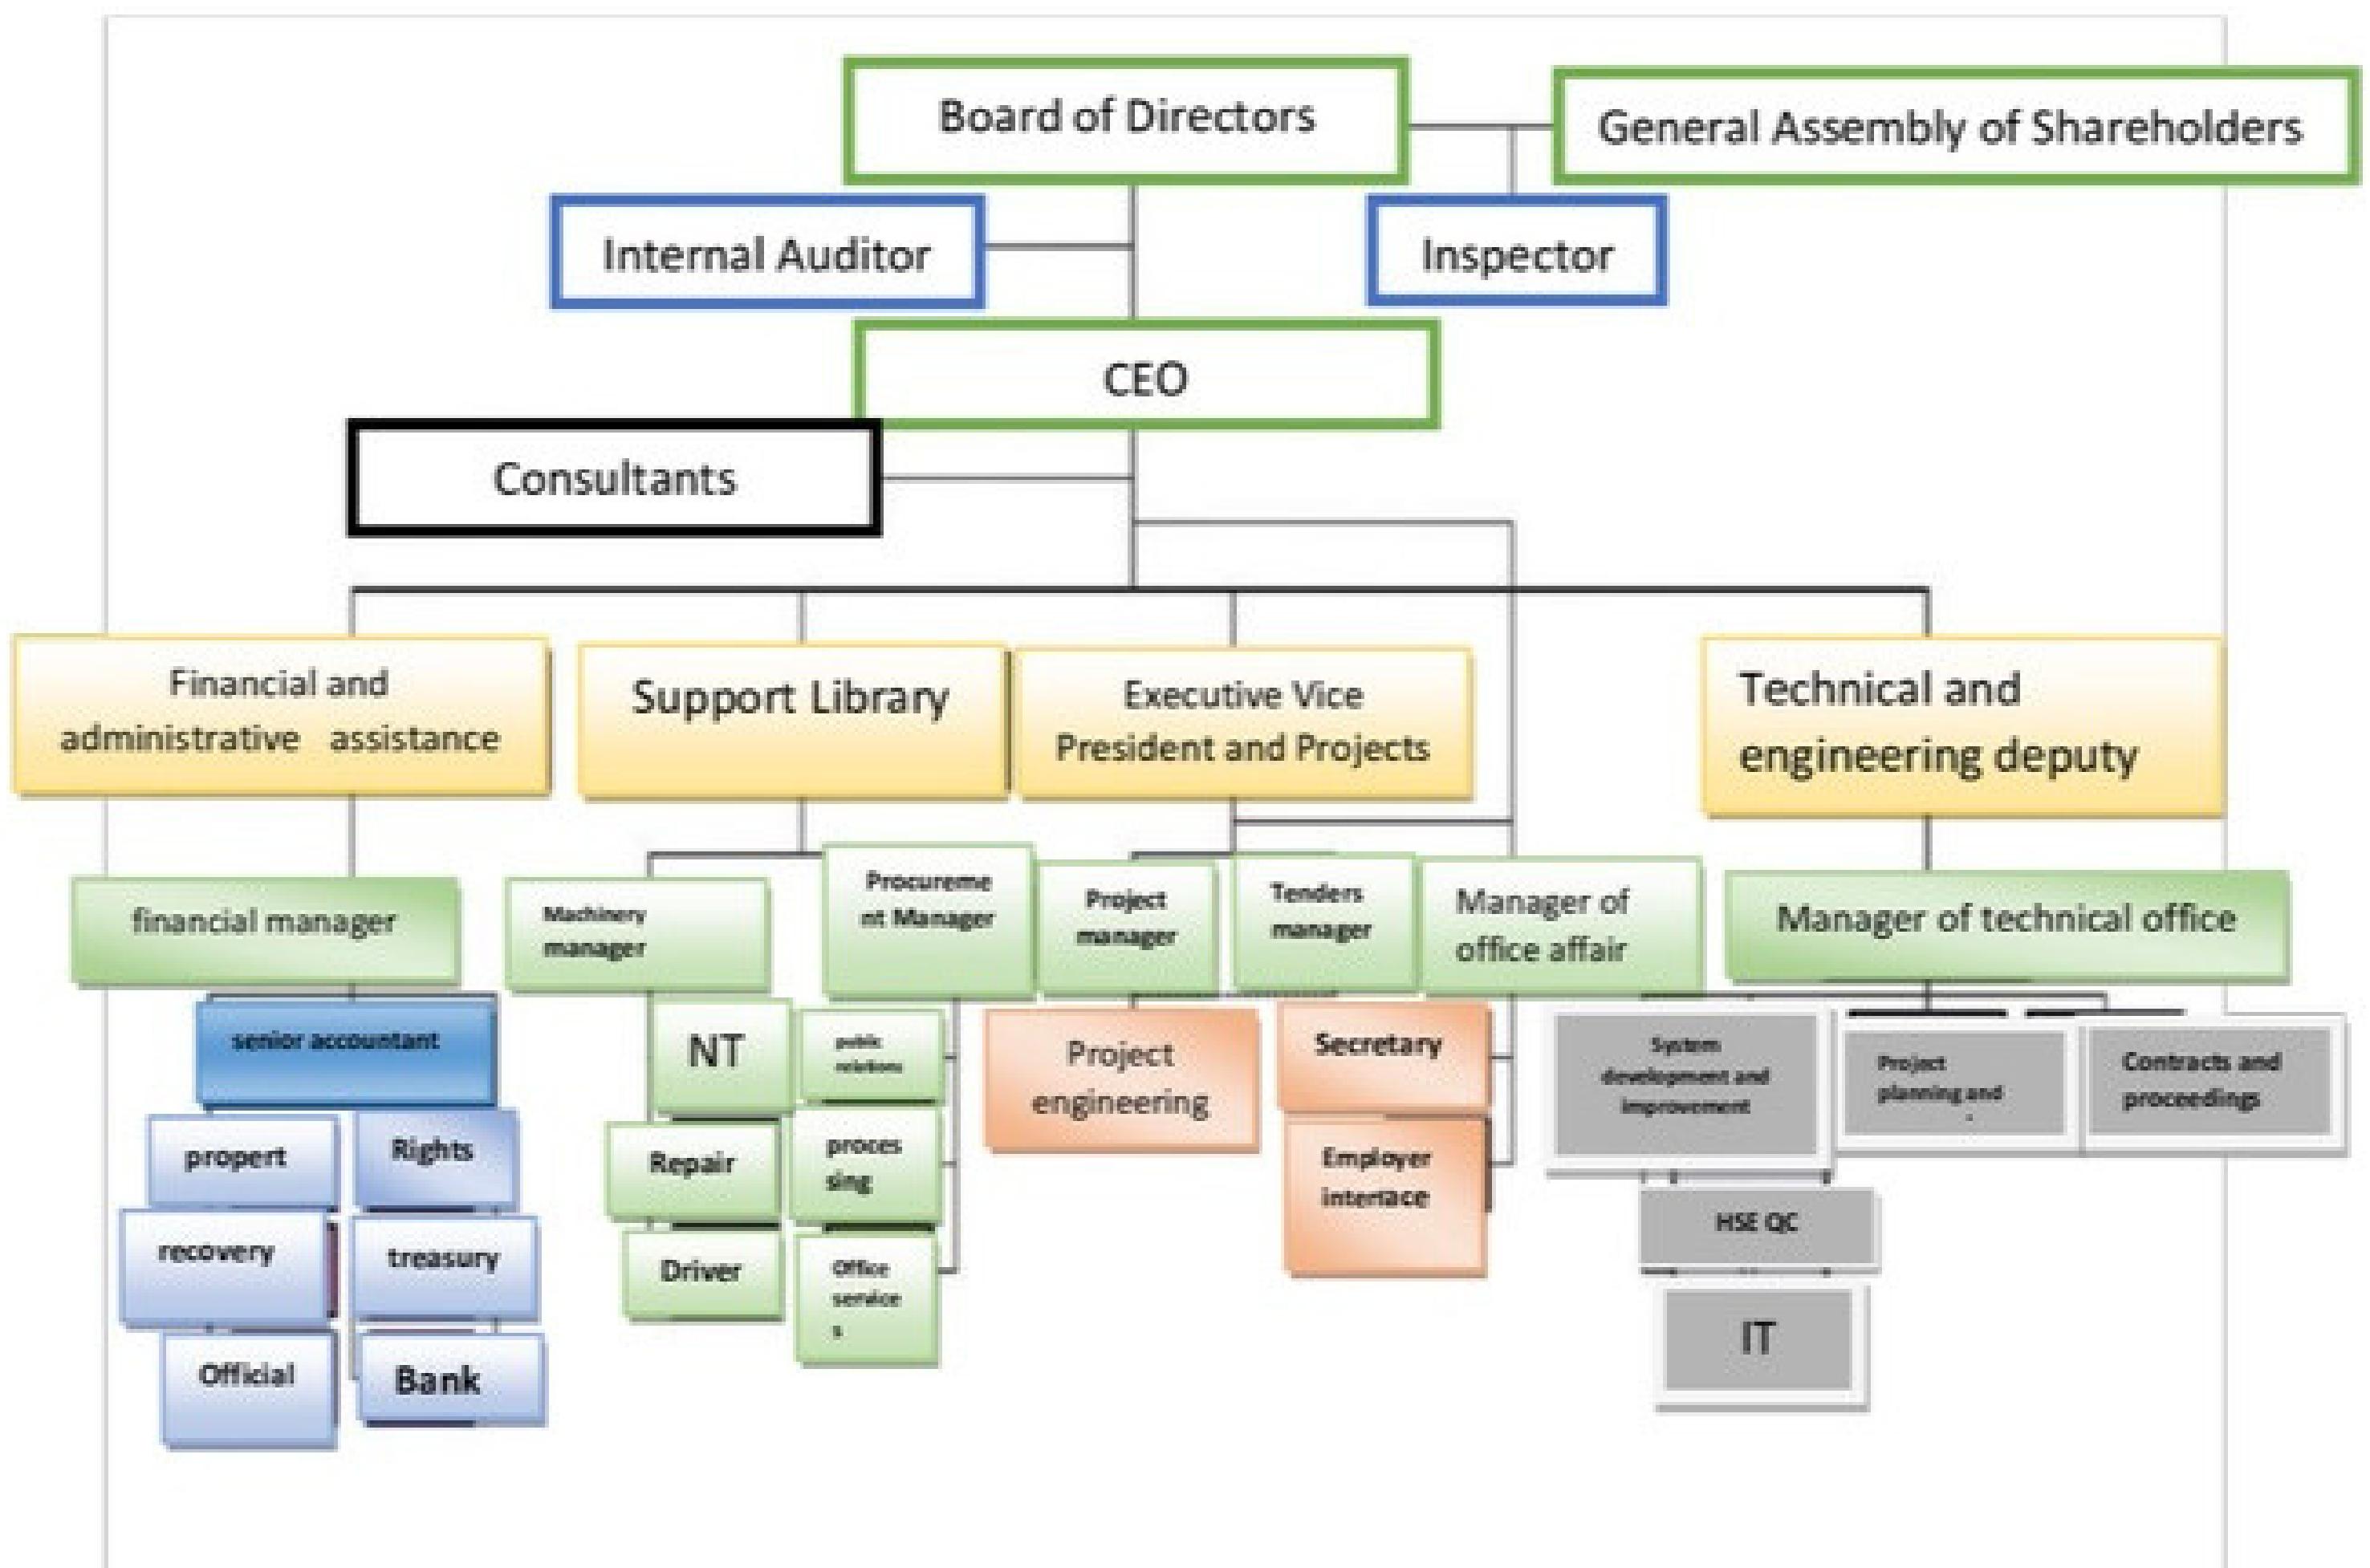 Board of Directors
General Assembly of Shareholders
Internal Auditor
Inspector
CEO
Consultants
Financial and
administrative assistance
Support Library
Executive Vice
President and Projects
Technical and
engineering deputy
financial manager
Machinery
manager
Procureme
nt Manager
Project
manager
Tenders
manager
Manager of
office affair
Manager of technical office
senior accountant
NT
public
relations
Project
engineering
Secretary
System
development and
improvement
Project
planning and
Contracts and
proceedings
propert
Rights
Repair
proces
sing
Employer
interface
HSE QC
recovery
treasury
Driver
Office
service
s
IT
Official
Bank